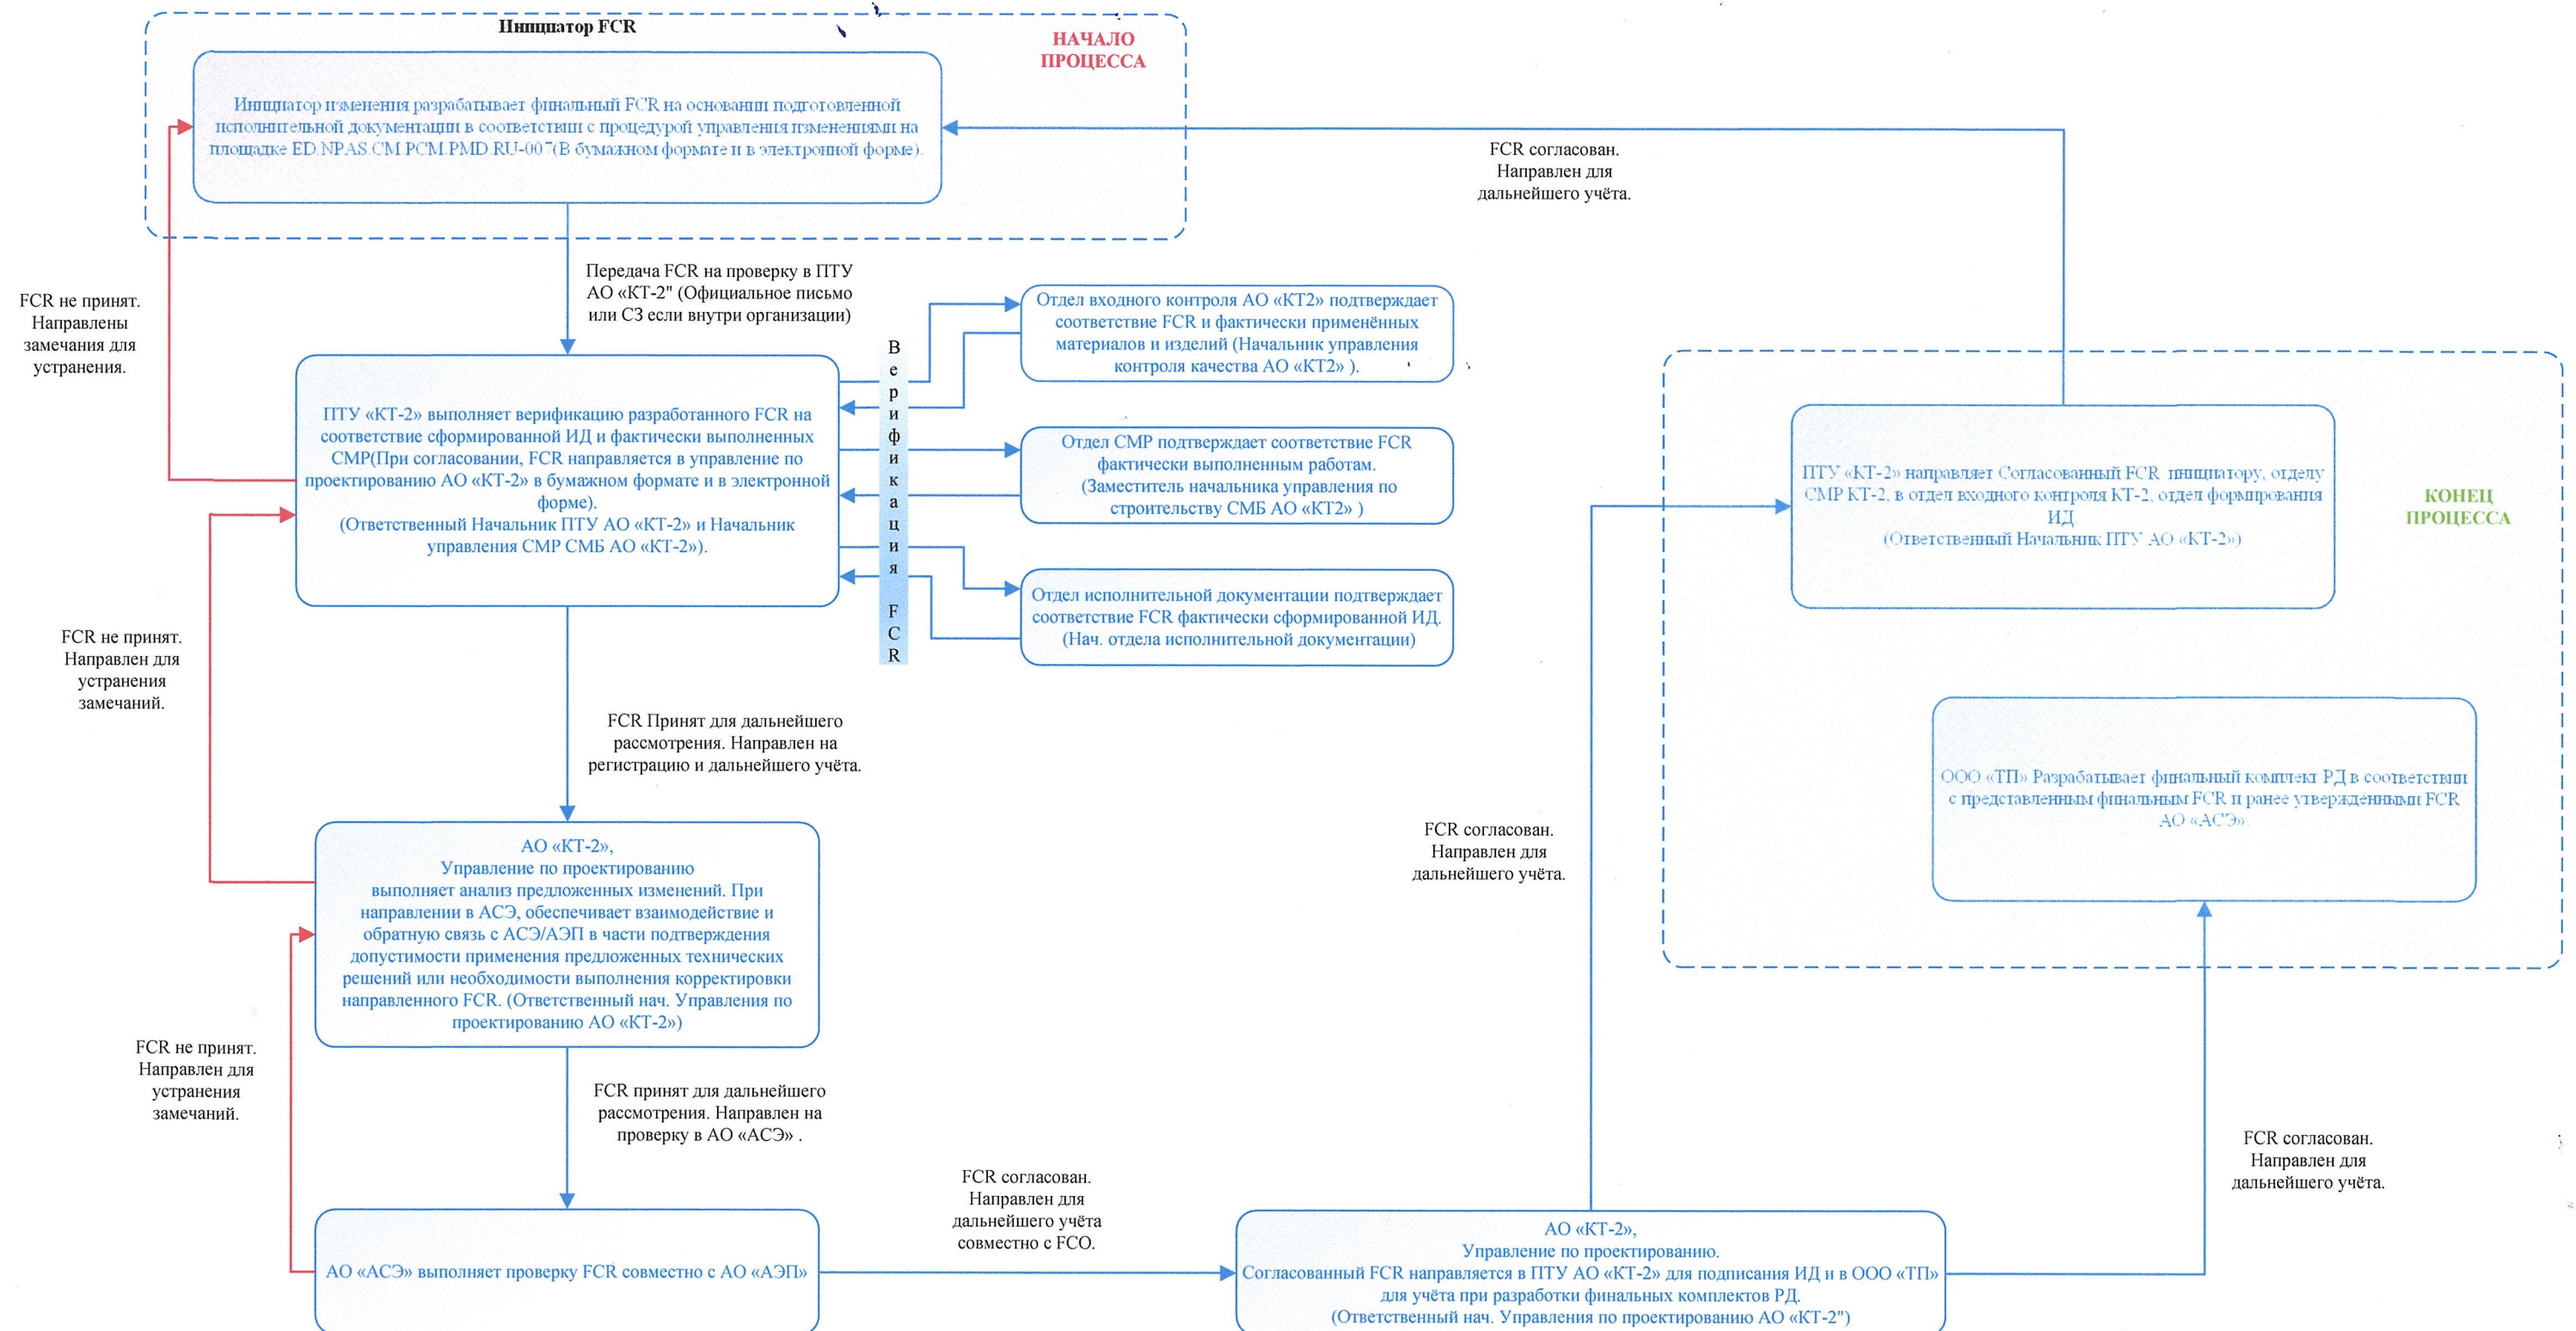 Инициатор FCR
НАЧАЛО
ПРОЦЕССА
Инициатор изменения разрабатывает финальный FCR на основании подготовленной
исполнительной документации в соответствии с процедурой управления изменениями на
площадке ED.NPAS.CM.PCM.PMD.RU-007(В бумажном формате и в электронной форме).
FCR согласован.
Направлен для
дальнейшего учёта.
FCR не принят.
Направлены
замечания для
устранения.
Передача FCR на проверку в ПТУ
АО «КТ-2" (Официальное письмо
или СЗ если внутри организации)
ПТУ «КТ-2» выполняет верификацию разработанного FCR на
соответствие сформированной ИД и фактически выполненных
СМР(При согласовании, FCR направляется в управление по
проектированию АО «КТ-2» в бумажном формате и в электронной
форме).
(Ответственный Начальник ПТУ АО «КТ-2» и Начальник
управления СМР СМБ АО «КТ-2»).
В
е
р
и
ф
и
к
а
ц
и
я
F
C
R
Отдел входного контроля АО «КТ2» подтверждает
соответствие FCR и фактически применённых
материалов и изделий (Начальник управления
контроля качества АО «КТ2» ).
Отдел СМР подтверждает соответствие FCR
фактически выполненным работам.
(Заместитель начальника управления по
строительству СМБ АО «КТ2» )
Отдел исполнительной документации подтверждает
соответствие FCR фактически сформированной ИД.
(Нач. отдела исполнительной документации)
ПТУ «КТ-2» направляет Согласованный FCR инициатору, отделу
СМР КТ-2, в отдел входного контроля КТ-2, отдел формирования
ИД.
(Ответственный Начальник ПТУ АО «КТ-2»)
КОНЕЦ
ПРОЦЕССА
FCR не принят.
Направлен для
устранения
замечаний.
FCR Принят для дальнейшего
рассмотрения. Направлен на
регистрацию и дальнейшего учёта.
ООО «ТП» Разрабатывает финальный комплект РД в соответствии
с представленным финальным FCR и ранее утвержденными FCR
АО «АСЭ».
АО «КТ-2»,
Управление по проектированию
выполняет анализ предложенных изменений. При
направлении в АСЭ, обеспечивает взаимодействие и
обратную связь с АСЭ/АЭП в части подтверждения
допустимости применения предложенных технических
решений или необходимости выполнения корректировки
направленного FCR. (Ответственный нач. Управления по
проектированию АО «КТ-2»)
FCR согласован.
Направлен для
дальнейшего учёта.
FCR не принят.
Направлен для
устранения
замечаний.
FCR принят для дальнейшего
рассмотрения. Направлен на
проверку в АО «АСЭ» .
FCR согласован.
Направлен для
дальнейшего учёта
совместно с FCO.
FCR согласован.
Направлен для
дальнейшего учёта.
АО «АСЭ» выполняет проверку FCR совместно с АО «АЭП»
АО «КТ-2»,
Управление по проектированию.
Согласованный FCR направляется в ПТУ АО «КТ-2» для подписания ИД и в ООО «ТП»
для учёта при разработки финальных комплектов РД.
(Ответственный нач. Управления по проектированию АО «КТ-2")